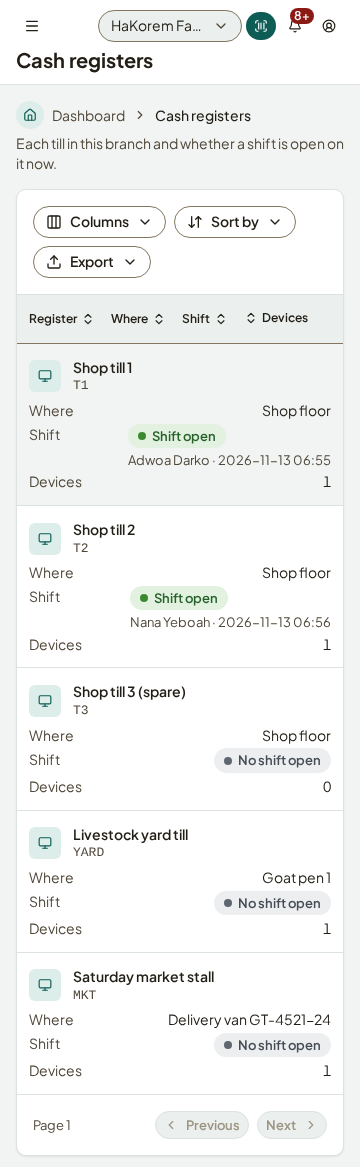 HaKorem Fa...
8+
Cash registers
Dashboard
Cash registers
Each till in this branch and whether a shift is open on
it now.
Columns
Sort by
Export
Register
Where
Shift
Devices
Shop till 1
T1
Where
Shop floor
Shift
Shift open
Adwoa Darko · 2026-11-13 06:55
Devices
1
Shop till 2
T2
Where
Shop floor
Shift
Shift open
Nana Yeboah · 2026-11-13 06:56
Devices
1
Shop till 3 (spare)
T3
Where
Shop floor
Shift
No shift open
Devices
0
Livestock yard till
YARD
Where
Goat pen 1
Shift
No shift open
Devices
1
Saturday market stall
MKT
Where
Delivery van GT-4521-24
Shift
No shift open
Devices
1
Page 1
Previous
Next